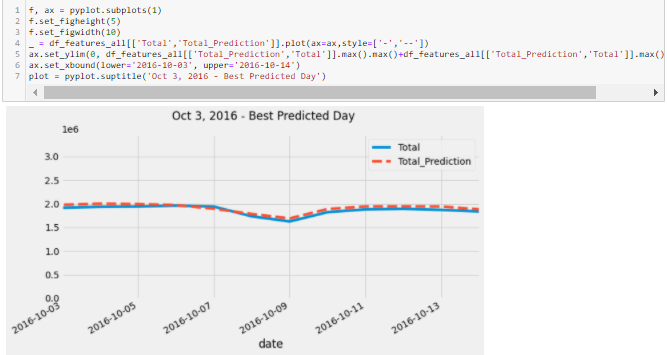 1 f, ax = pyplot.subplots(1)
2 f.set_figheight(5)
3 f.set_figwidth(10)
4 _ = df_features_all[['Total','Total_Prediction']].plot(ax=ax,style=['-','--'])
5 ax.set_ylim(0, df_features_all[['Total','Total_Prediction','Total']].max().max()+df_features_all[['Total_Prediction','Total']].max()
6 ax.set_xbound(lower='2016-10-03', upper='2016-10-14')
7 plot = pyplot.suptitle('Oct 3, 2016 - Best Predicted Day')
Oct 3, 2016 - Best Predicted Day
1e6
Total
Total_Prediction
3.0
2.5
2.0
1.5
1.0
0.5
0.0
2016-10-03
2016-10-05
2016-10-07
2016-10-09
2016-10-11
2016-10-13
date